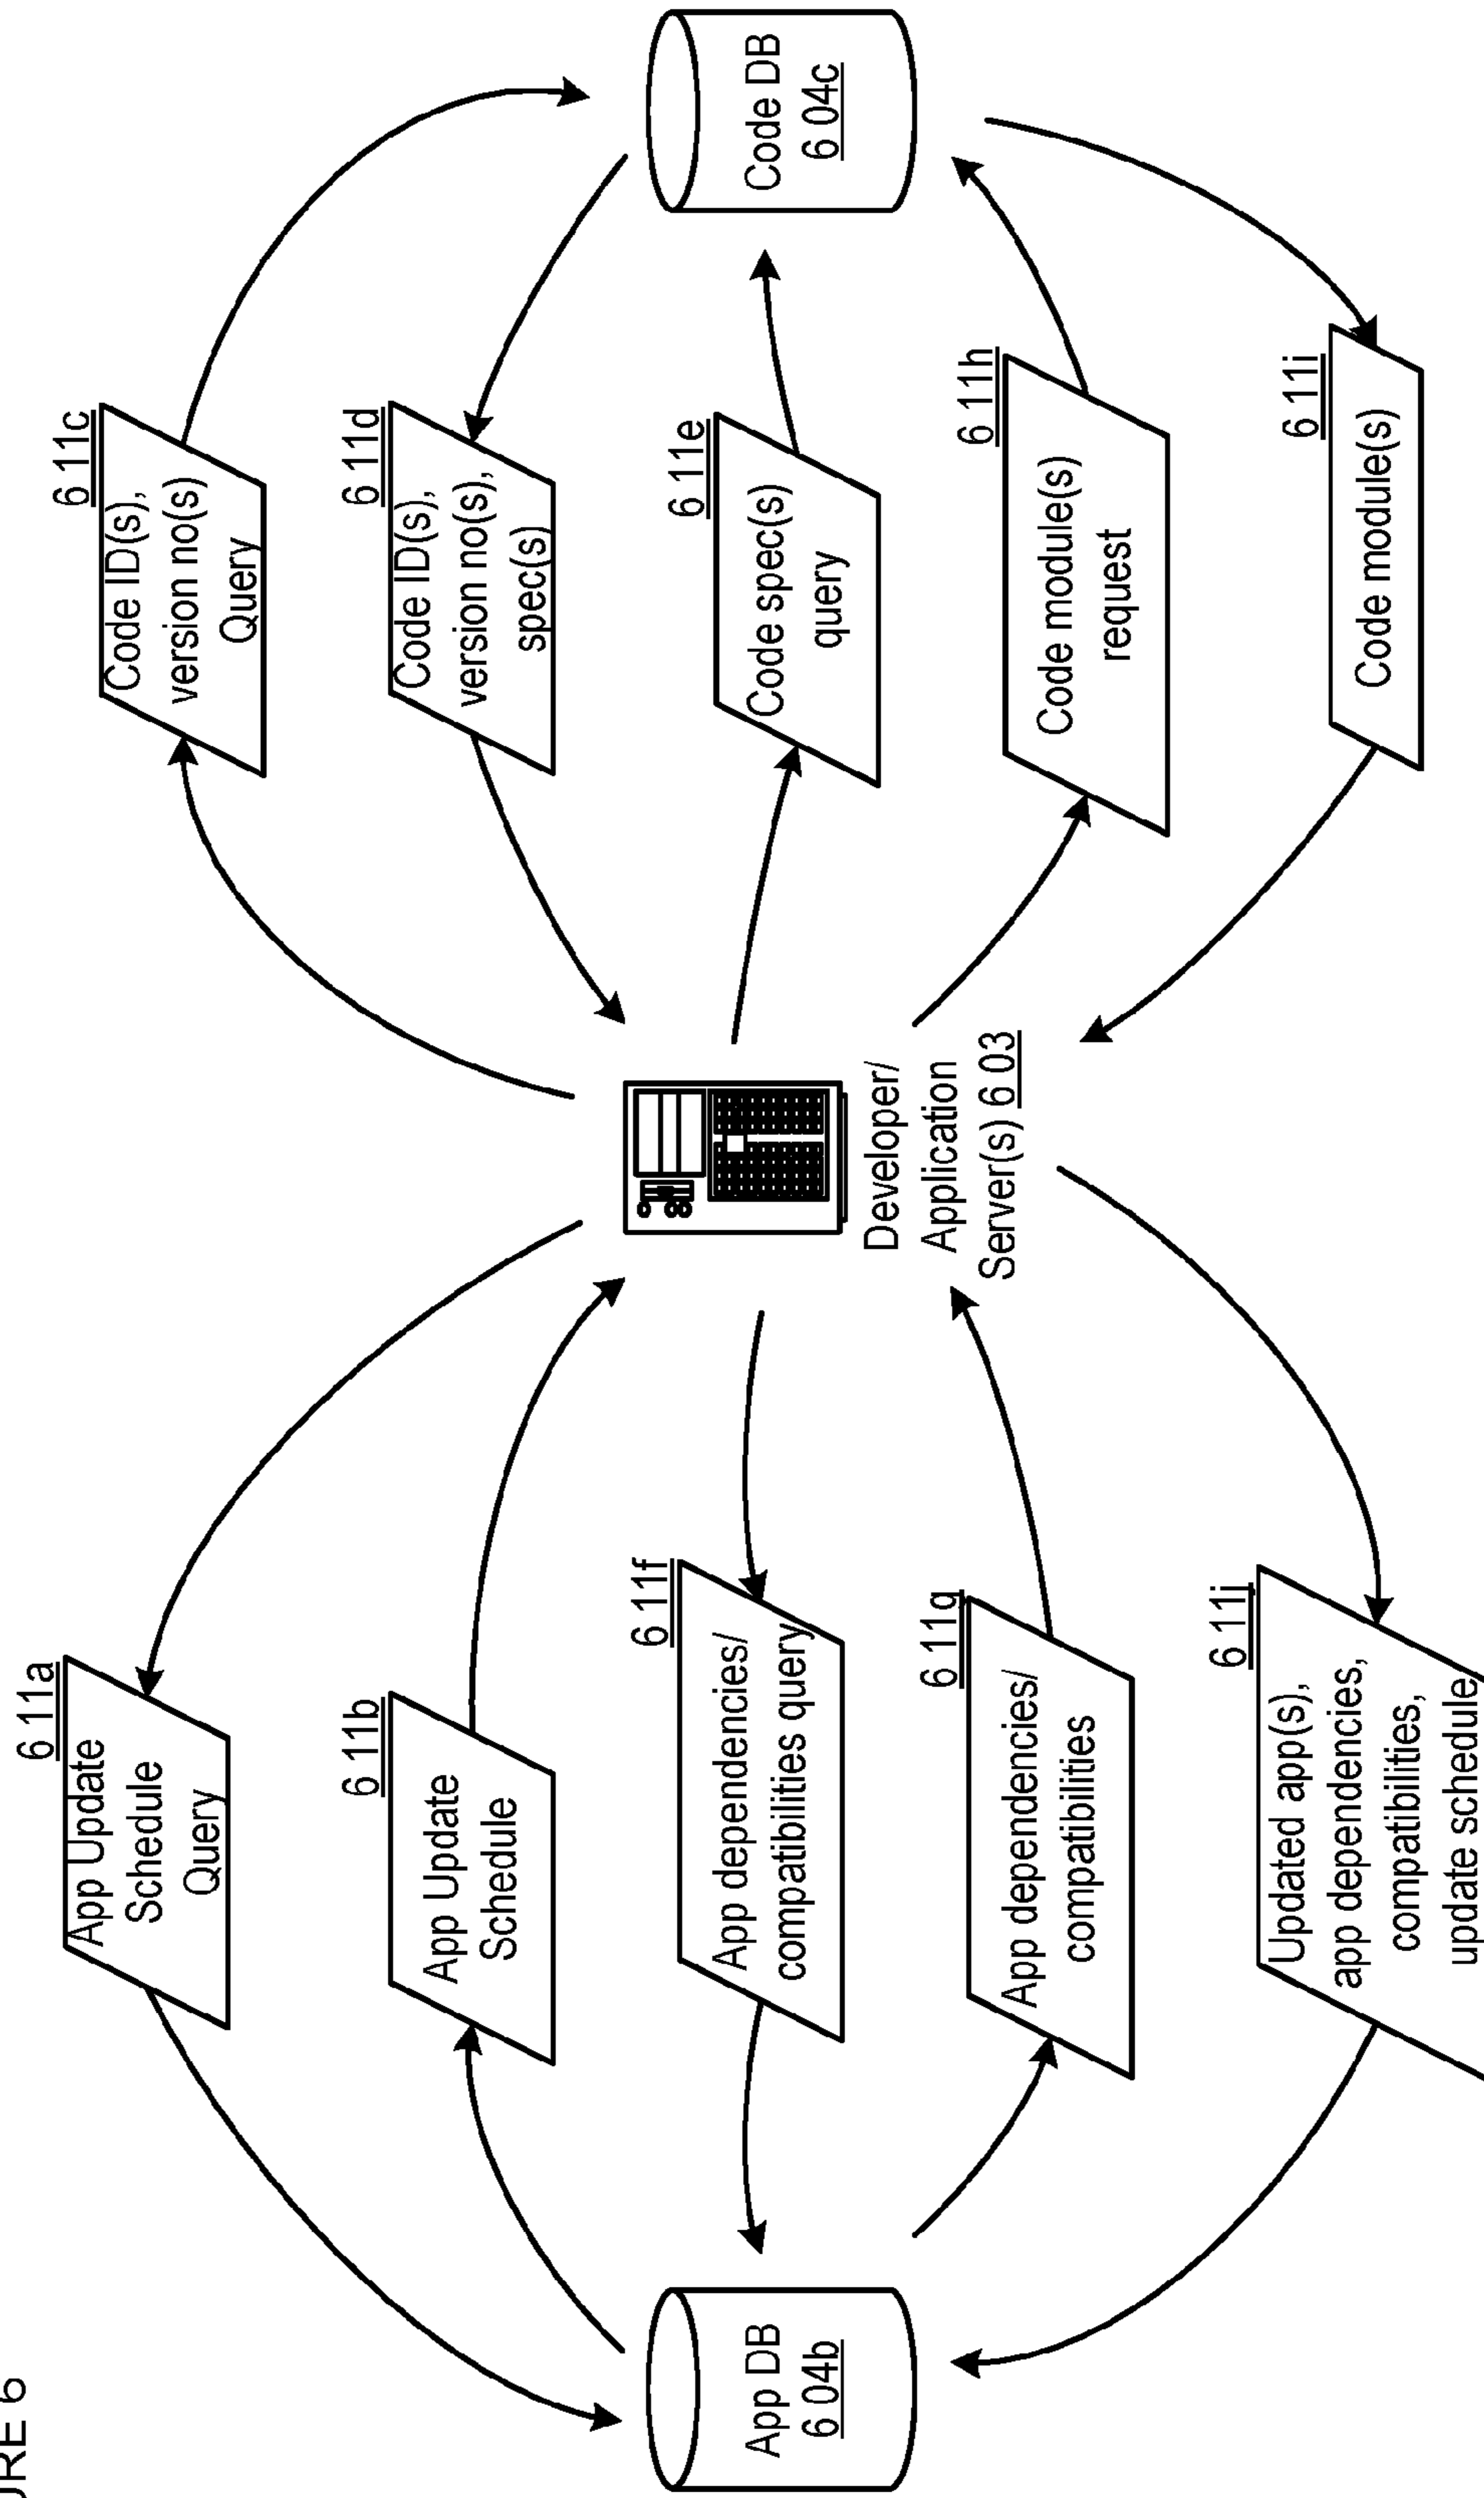 URE 6
6 11a
App Update
Schedule
Query
6 11b
App Update
Schedule
6 11f
App dependencies/
compatibilities query
6 11g
App dependencies/
compatibilities
6 11j
Updated app(s),
app dependencies,
compatibilities,
update schedule
App DB
6 04b
Developer/
Application
Server(s) 6 03
6 11c
Code ID(s),
version no(s)
Query
6 11d
Code ID(s),
version no(s),
spec(s)
6 11e
Code spec(s)
query
6 11h
Code module(s)
request
6 11i
Code module(s)
Code DB
6 04c